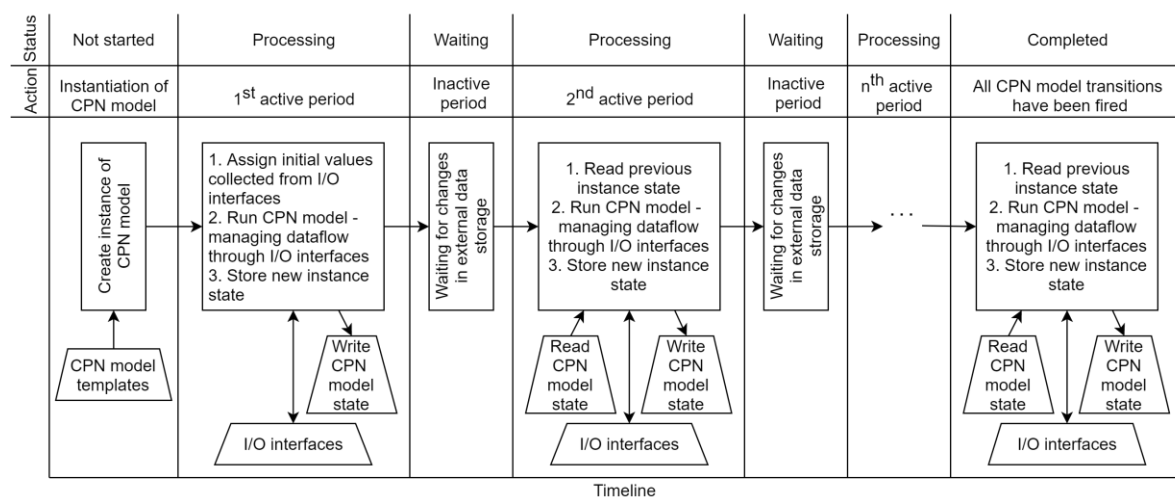 Status
Not started
Processing
Waiting
Processing
Waiting
Processing
Completed
Action
Instantiation of
CPN model
1st active period
Inactive
period
2nd active period
Inactive
period
nth active
period
All CPN model transitions
have been fired
Create instance of
CPN model
1. Assign initial values
collected from I/O
interfaces
2. Run CPN model -
managing dataflow
through I/O interfaces
3. Store new instance
state
Waiting for changes
in external data
storage
1. Read previous
instance state
2. Run CPN model -
managing dataflow
through I/O interfaces
3. Store new instance
state
Waiting for changes
in external data
strorage
...
1. Read previous
instance state
2. Run CPN model -
managing dataflow
through I/O interfaces
3. Store new instance
state
CPN model
templates
Write
CPN
model
state
I/O interfaces
Read
CPN
model
state
Write
CPN
model
state
I/O interfaces
Read
CPN
model
state
Write
CPN
model
state
I/O interfaces
Timeline